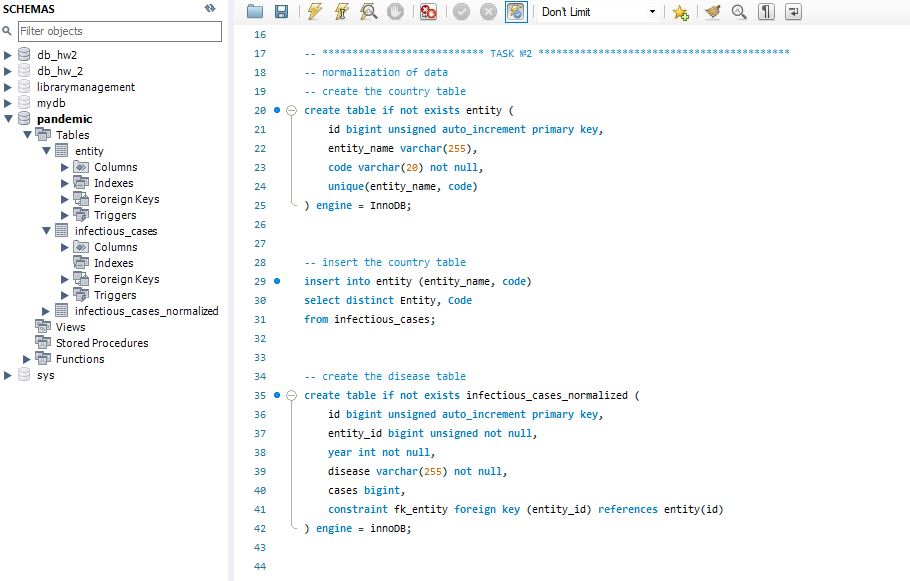 SCHEMAS
Filter objects
db_hw2
db_hw_2
librarymanagement
mydb
pandemic
Tables
entity
Columns
Indexes
Foreign Keys
Triggers
infectious_cases
Columns
Indexes
Foreign Keys
Triggers
infectious_cases_normalized
Views
Stored Procedures
Functions
sys
Don't Limit
16
17 -- *************************** TASK №2 ******************************************
18 -- normalization of data
19 -- create the country table
20 create table if not exists entity (
21 id bigint unsigned auto_increment primary key,
22 entity_name varchar(255),
23 code varchar(20) not null,
24 unique(entity_name, code)
25 ) engine = InnoDB;
26
27
28 -- insert the country table
29 insert into entity (entity_name, code)
30 select distinct Entity, Code
31 from infectious_cases;
32
33
34 -- create the disease table
35 create table if not exists infectious_cases_normalized (
36 id bigint unsigned auto_increment primary key,
37 entity_id bigint unsigned not null,
38 year int not null,
39 disease varchar(255) not null,
40 cases bigint,
41 constraint fk_entity foreign key (entity_id) references entity(id)
42 ) engine = innoDB;
43
44